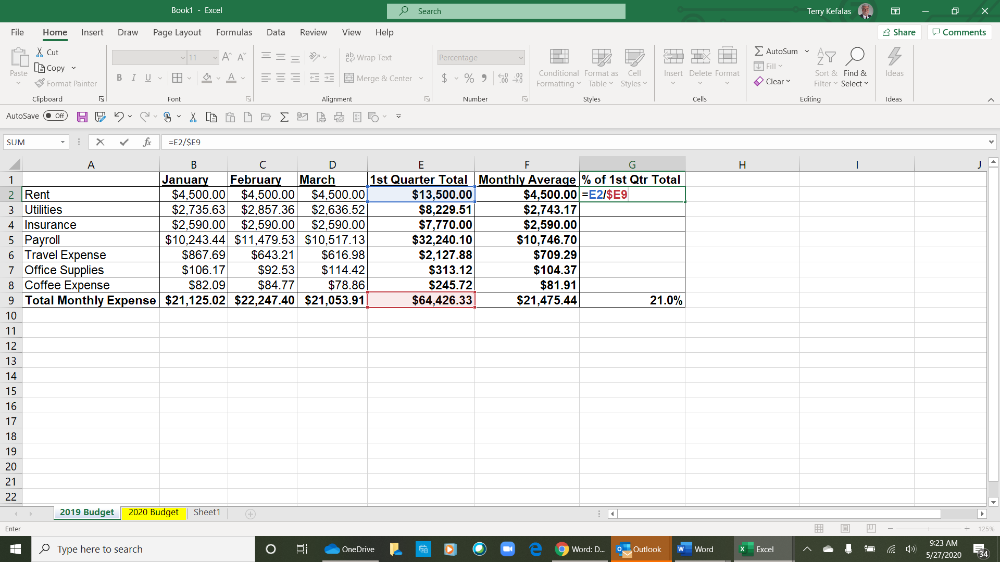 Book1 - Excel
Search
Terry Kefalas
File Home Insert Draw Page Layout Formulas Data Review View Help
Share Comments
Paste
Cut
Copy
Format Painter
Clipboard
11
A A
B I U
A
Font
ab Wrap Text
Merge & Center
Alignment
Percentage
$ % 9 .00 .00
Number
Conditional Formatting
Format as Table
Cell Styles
Styles
Insert Delete Format
Cells
AutoSum
Fill
Clear
Sort & Filter
Find & Select
Editing
Ideas
Ideas
AutoSave Off
SUM
fx
=E2/$E9
A B C D E F G H I J
1 January February March 1st Quarter Total Monthly Average % of 1st Qtr Total
2 Rent $4,500.00 $4,500.00 $4,500.00 $13,500.00 $4,500.00 =E2/$E9
3 Utilities $2,735.63 $2,857.36 $2,636.52 $8,229.51 $2,743.17
4 Insurance $2,590.00 $2,590.00 $2,590.00 $7,770.00 $2,590.00
5 Payroll $10,243.44 $11,479.53 $10,517.13 $32,240.10 $10,746.70
6 Travel Expense $867.69 $643.21 $616.98 $2,127.88 $709.29
7 Office Supplies $106.17 $92.53 $114.42 $313.12 $104.37
8 Coffee Expense $82.09 $84.77 $78.86 $245.72 $81.91
9 Total Monthly Expense $21,125.02 $22,247.40 $21,053.91 $64,426.33 $21,475.44 21.0%
10
11
12
13
14
15
16
17
18
19
20
21
22
2019 Budget 2020 Budget Sheet1
Enter
125%
Type here to search
OneDrive
Word: D...
Outlook
Word
Excel
9:23 AM
5/27/2020
34